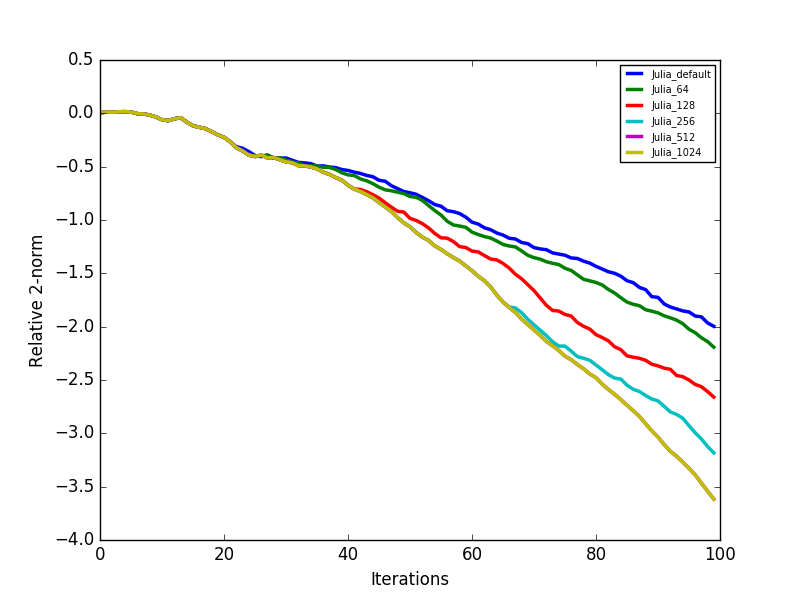 0.5
0.0
−0.5
−1.0
−1.5
−2.0
−2.5
−3.0
−3.5
−4.0
Relative 2-norm
Julia_default
Julia_64
Julia_128
Julia_256
Julia_512
Julia_1024
0 20 40 60 80 100
Iterations